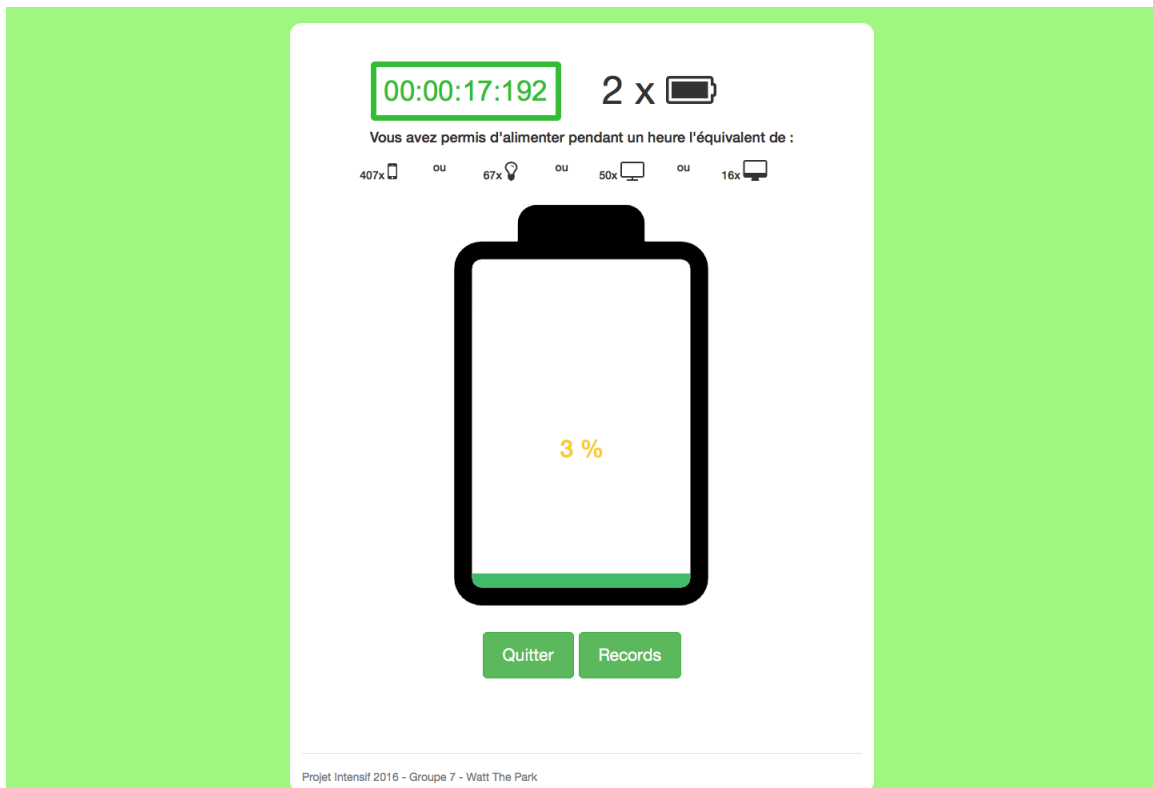 00:00:17:192 2 x
Vous avez permis d'alimenter pendant un heure l'équivalent de :
407x ou 67x ou 50x ou 16x
3 %
Quitter Records
Projet Intensif 2016 - Groupe 7 - Watt The Park